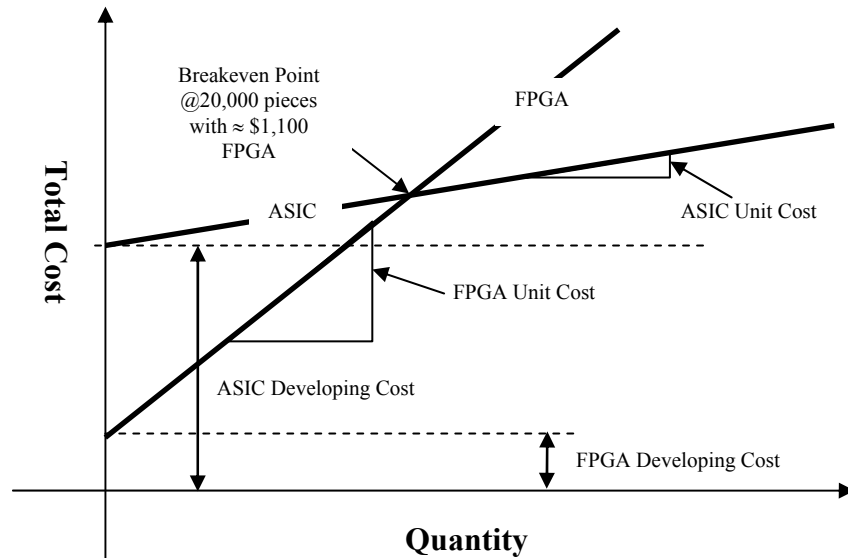 Breakeven Point
@20,000 pieces
with ≈ $1,100
FPGA
FPGA
Total Cost
ASIC
ASIC Unit Cost
FPGA Unit Cost
ASIC Developing Cost
FPGA Developing Cost
Quantity